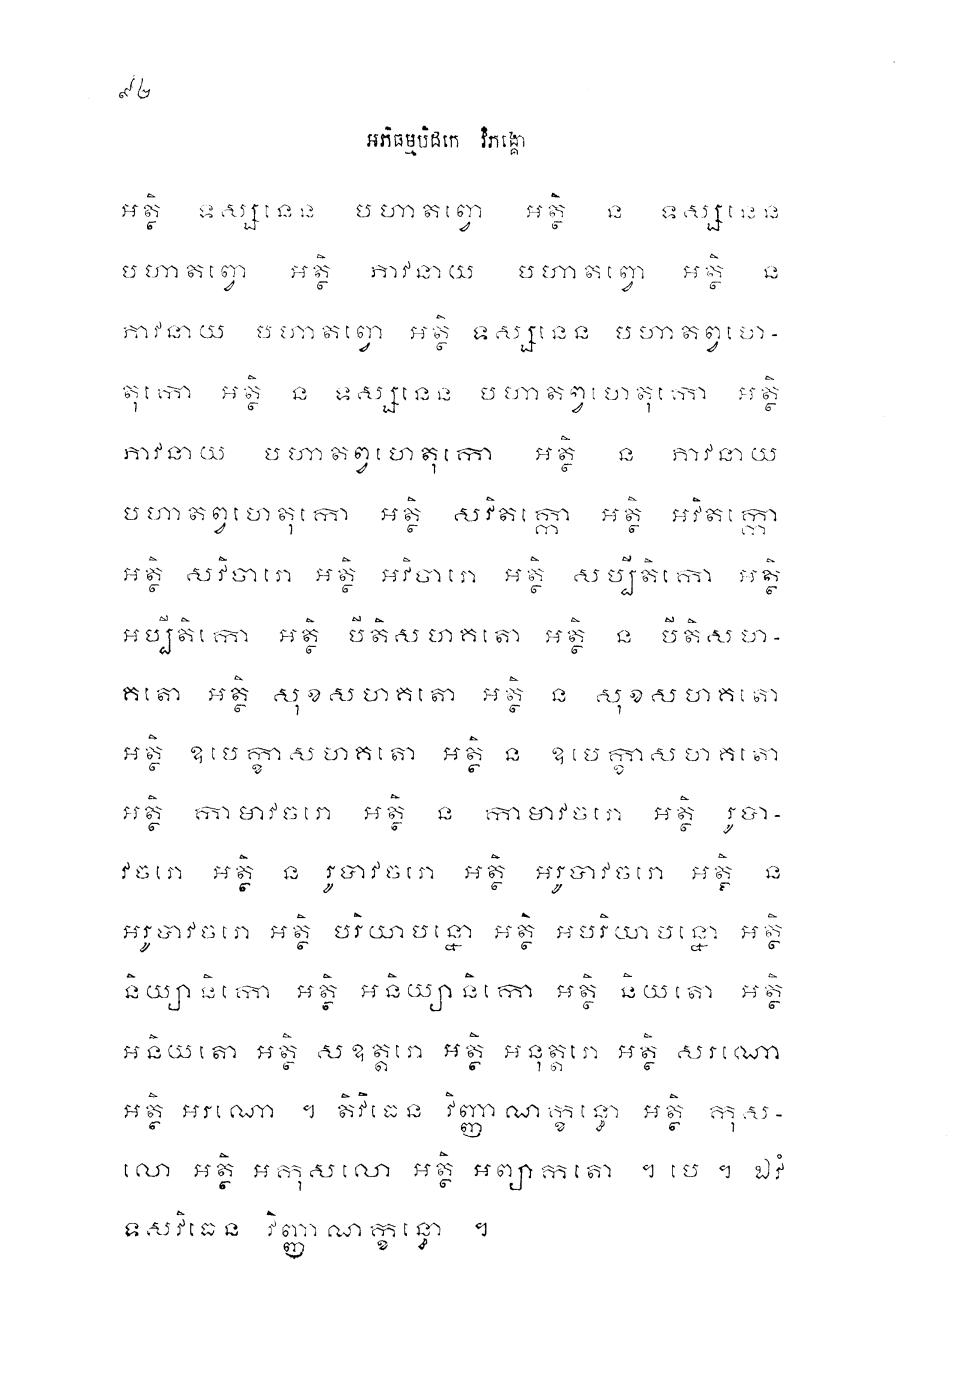 ៩២
អភិធម្មបិដកេ វិភង្គោ
អត្ថិ ទស្សនេន បហាតព្វោ អត្ថិ ន ទស្សនេន
បហាតព្វោ អត្ថិ ភាវនាយ បហាតព្វោ អត្ថិ ន
ភាវនាយ បហាតព្វោ អត្ថិ ទស្សនេន បហាតព្វហេ-
តុកោ អត្ថិ ន ទស្សនេន បហាតព្វហេតុកោ អត្ថិ
ភាវនាយ បហាតព្វហេតុកោ អត្ថិ ន ភាវនាយ
បហាតព្វហេតុកោ អត្ថិ សវិតក្កោ អត្ថិ អវិតក្កោ
អត្ថិ សវិចារោ អត្ថិ អវិចារោ អត្ថិ សប្បីតិកោ អត្ថិ
អប្បីតិកោ អត្ថិ បីតិសហគតោ អត្ថិ ន បីតិសហ-
គតោ អត្ថិ សុខសហគតោ អត្ថិ ន សុខសហគតោ
អត្ថិ ឧបេក្ខាសហគតោ អត្ថិ ន ឧបេក្ខាសហគតោ
អត្ថិ កាមាវចរោ អត្ថិ ន កាមាវចរោ អត្ថិ រូបា-
វចរោ អត្ថិ ន រូបាវចរោ អត្ថិ អរូបាវចរោ អត្ថិ ន
អរូបាវចរោ អត្ថិ បរិយាបន្នោ អត្ថិ អបរិយាបន្នោ អត្ថិ
និយ្យានិកោ អត្ថិ អនិយ្យានិកោ អត្ថិ និយតោ អត្ថិ
អនិយតោ អត្ថិ សឧត្តរោ អត្ថិ អនុត្តរោ អត្ថិ សរណោ
អត្ថិ អរណោ ។ តិវិធេន វិញ្ញាណក្ខន្ធោ អត្ថិ កុស-
លោ អត្ថិ អកុសលោ អត្ថិ អព្យាកតោ ។ បេ ។ ឯវំ
ទសវិធេន វិញ្ញាណក្ខន្ធោ ។